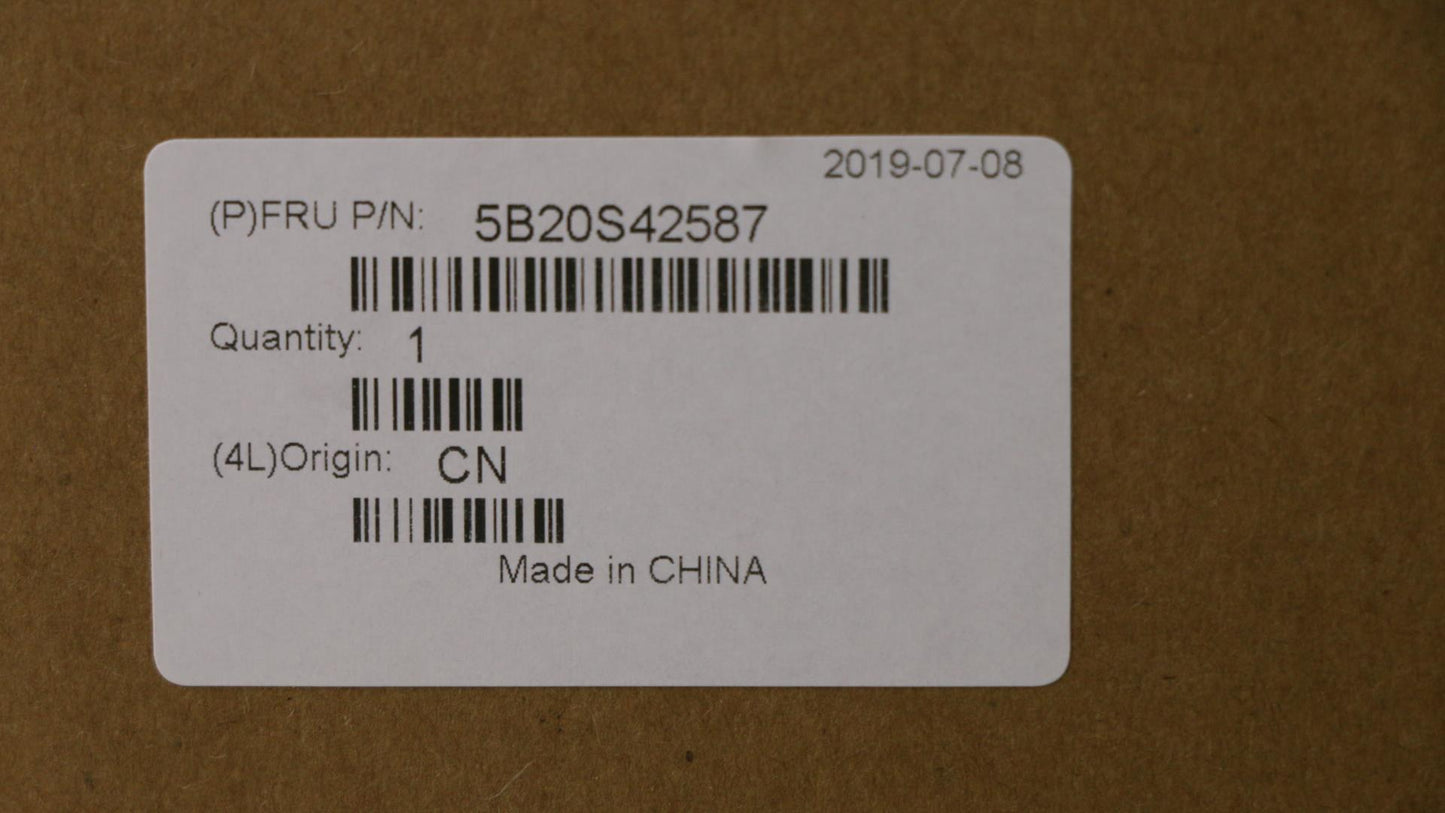 2019-07-08
(P)FRU P/N: 5B20S42587
Quantity: 1
(4L)Origin: CN
Made in CHINA